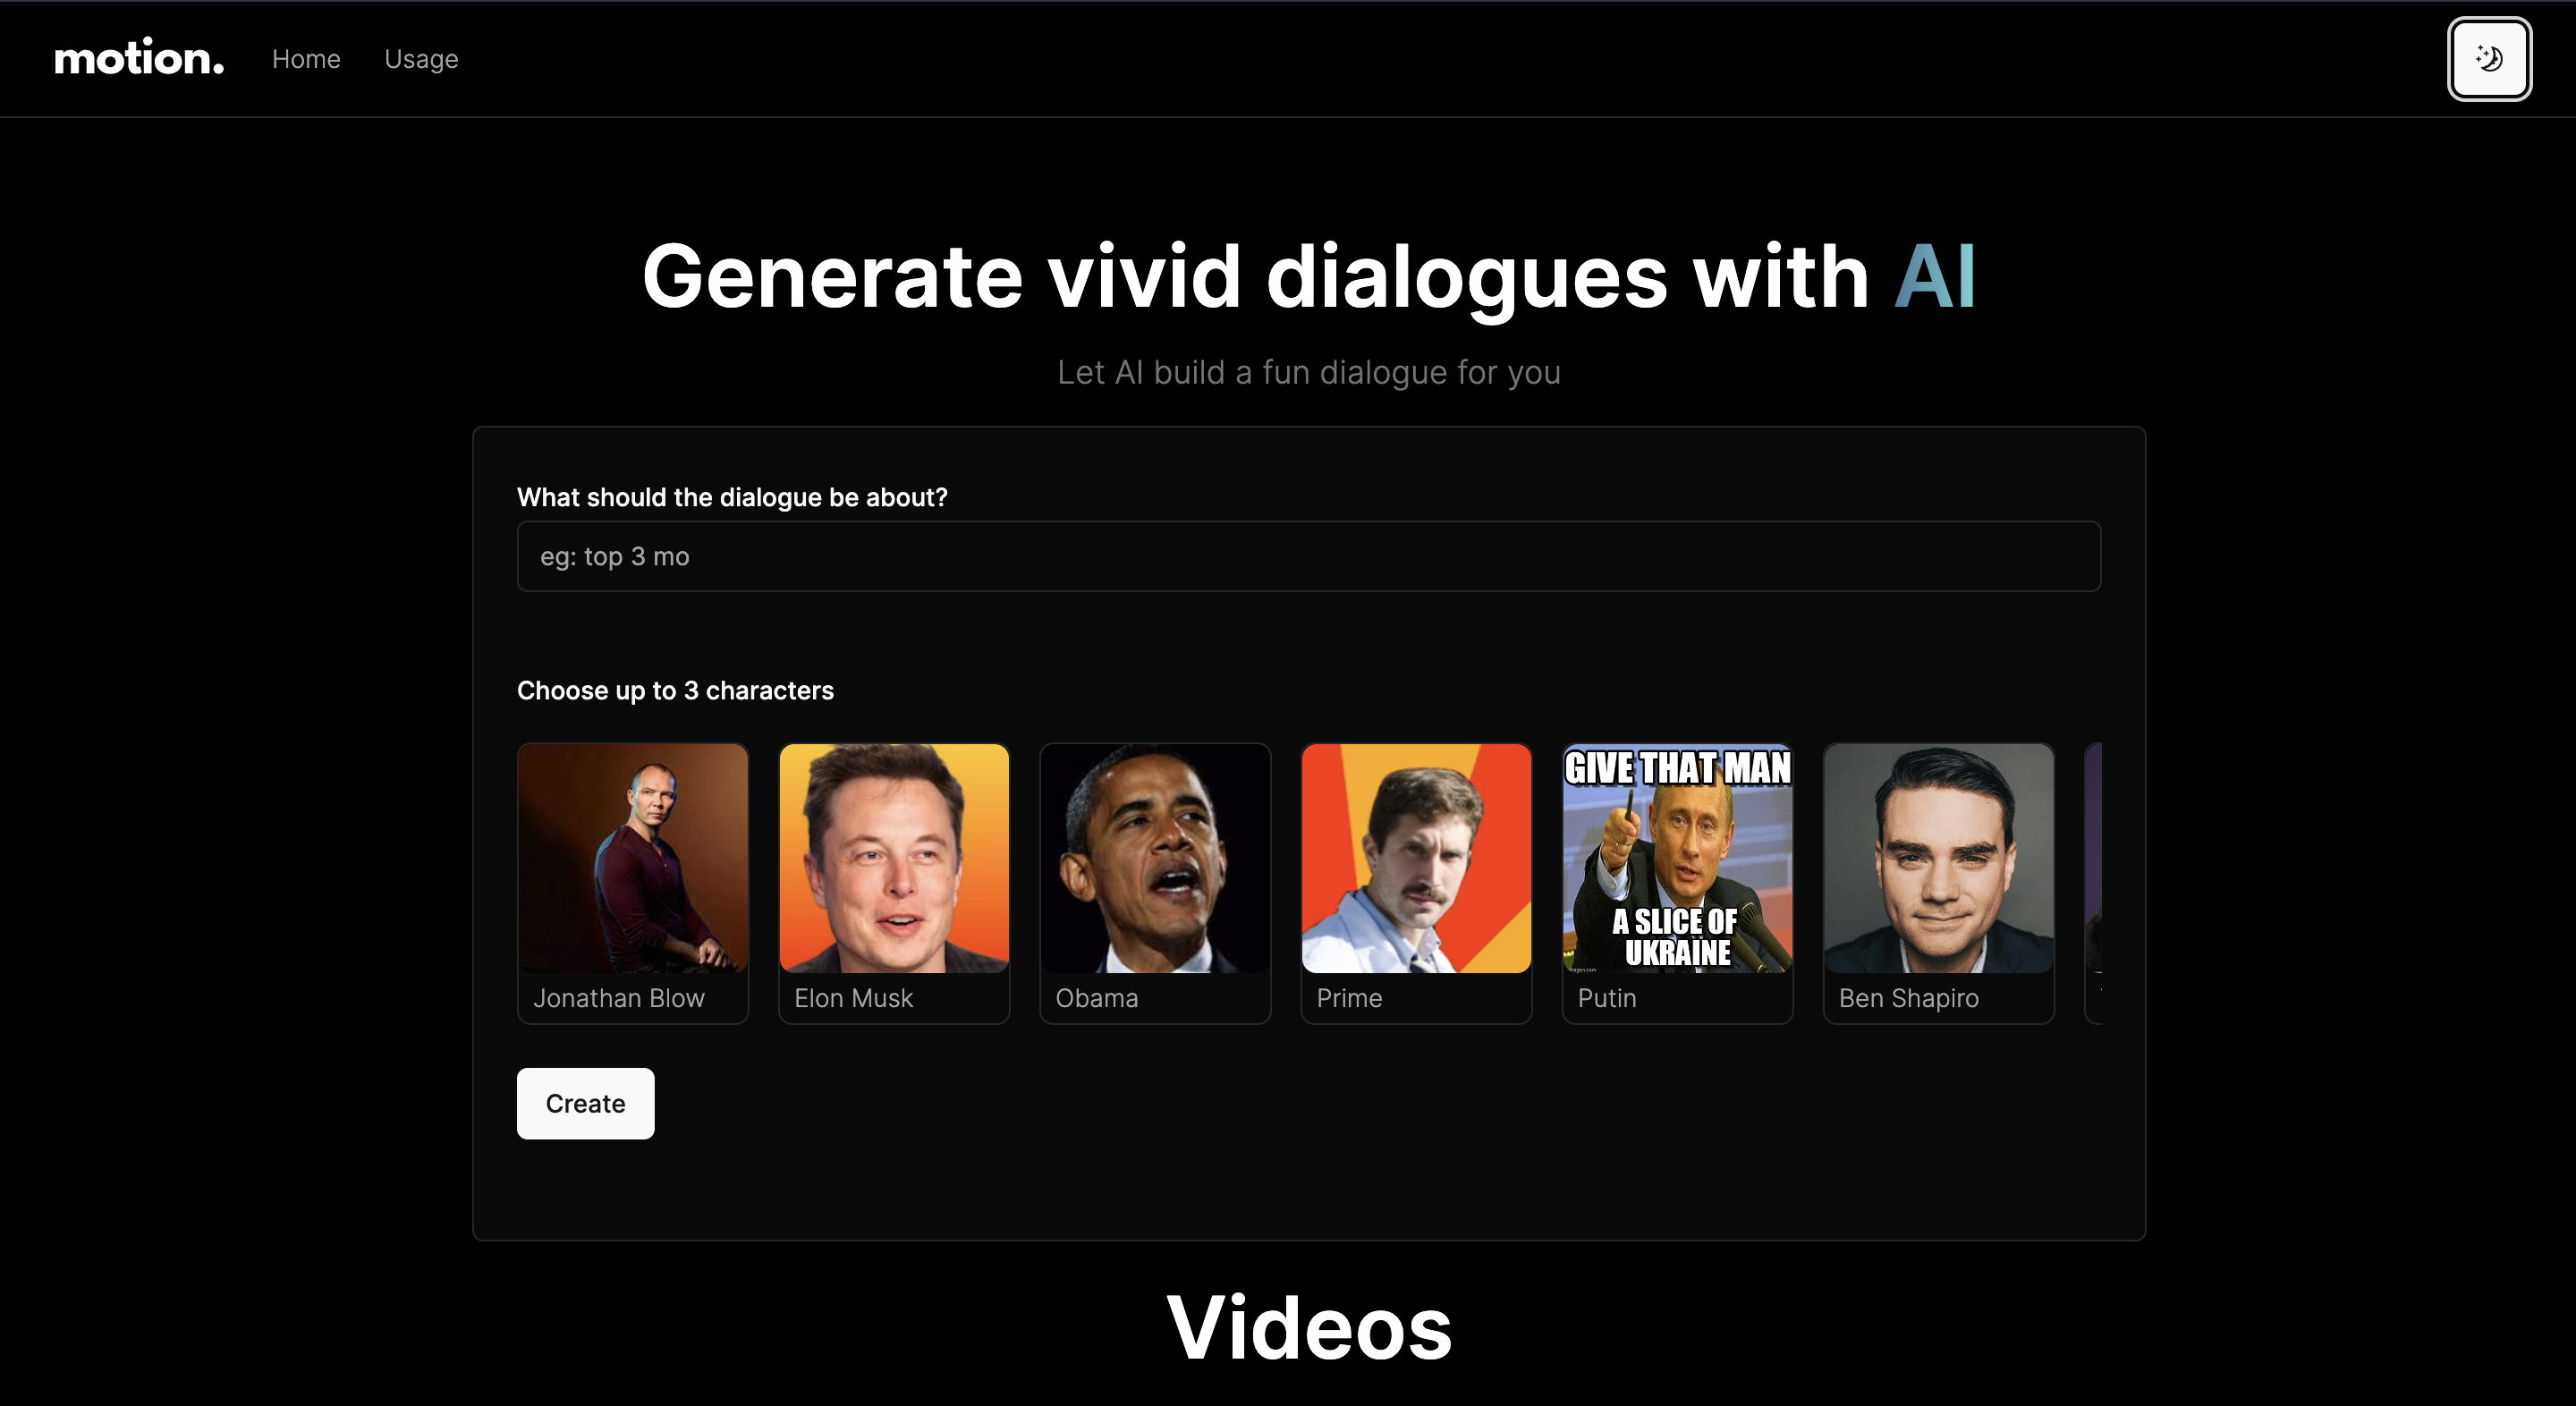 motion.
Home
Usage
Generate vivid dialogues with AI
Let AI build a fun dialogue for you
What should the dialogue be about?
eg: top 3 mo
Choose up to 3 characters
GIVE THAT MAN
A SLICE OF
UKRAINE
Jonathan Blow
Elon Musk
Obama
Prime
Putin
Ben Shapiro
Create
Videos